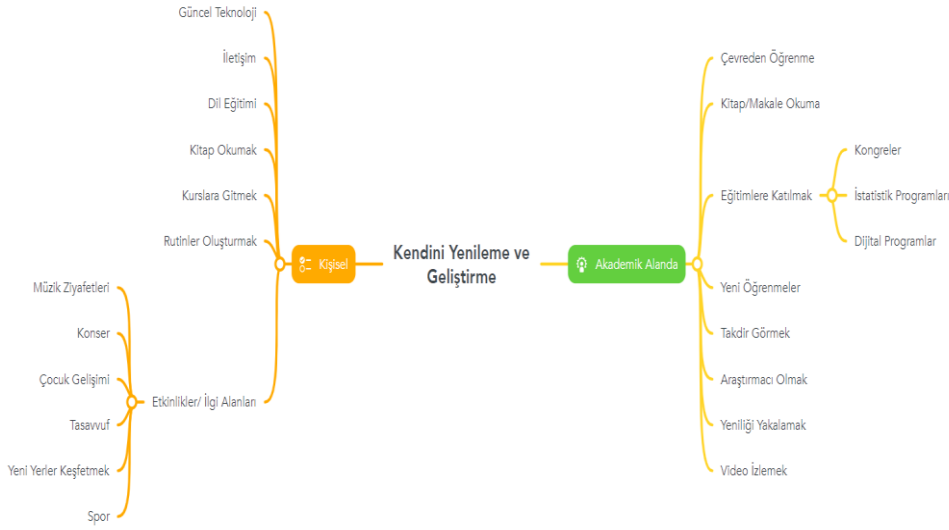 Güncel Teknoloji
İletişim
Dil Eğitimi
Kitap Okumak
Kurslara Gitmek
Rutinler Oluşturmak
Kişisel
Müzik Ziyafetleri
Konser
Çocuk Gelişimi
Etkinlikler/ İlgi Alanları
Tasavvuf
Yeni Yerler Keşfetmek
Spor
Kendini Yenileme ve
Geliştirme
Akademik Alanda
Çevreden Öğrenme
Kitap/Makale Okuma
Eğitimlere Katılmak
Kongreler
İstatistik Programları
Dijital Programlar
Yeni Öğrenmeler
Takdir Görmek
Araştırmacı Olmak
Yeniliği Yakalamak
Video İzlemek